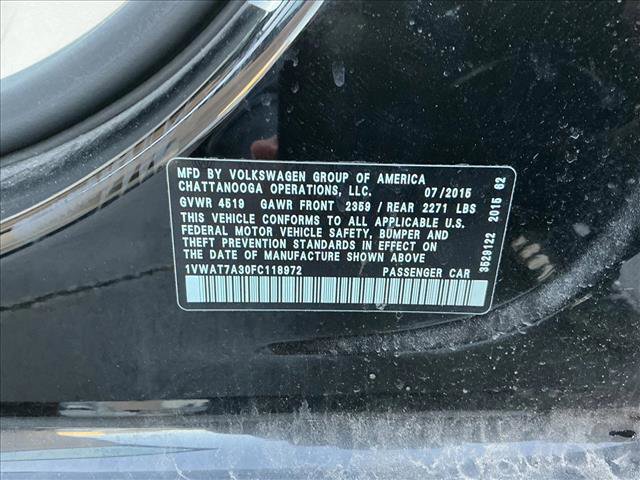 MFD BY VOLKSWAGEN GROUP OF AMERICA
CHATTANOOGA OPERATIONS, LLC. 07/2015
GVWR 4519 GAWR FRONT 2359 / REAR 2271 LBS
THIS VEHICLE CONFORMS TO ALL APPLICABLE U.S.
FEDERAL MOTOR VEHICLE SAFETY, BUMPER AND
THEFT PREVENTION STANDARDS IN EFFECT ON
THE DATE OF MANUFACTURE SHOWN ABOVE
1VWAT7A30FC118972 PASSENGER CAR
3529122 2015 62